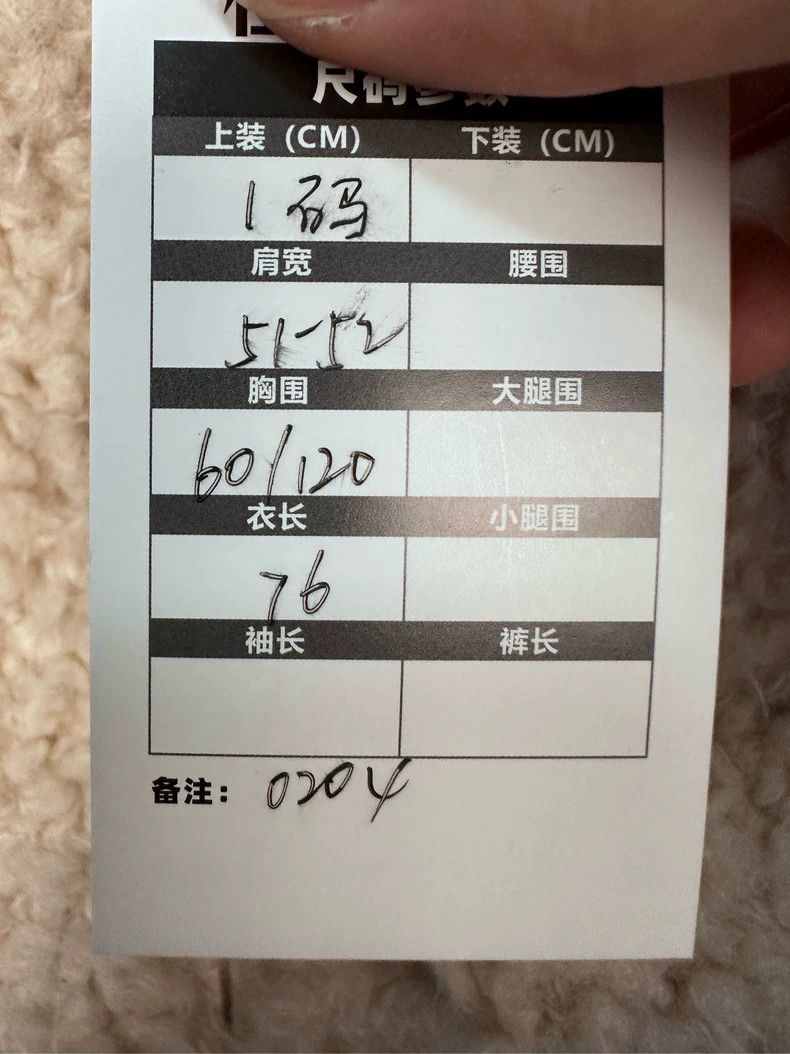 尺码参数
上装（CM） 下装（CM）
1码
肩宽 腰围
51-52
胸围 大腿围
60/120
衣长 小腿围
76
袖长 裤长
备注： 0204